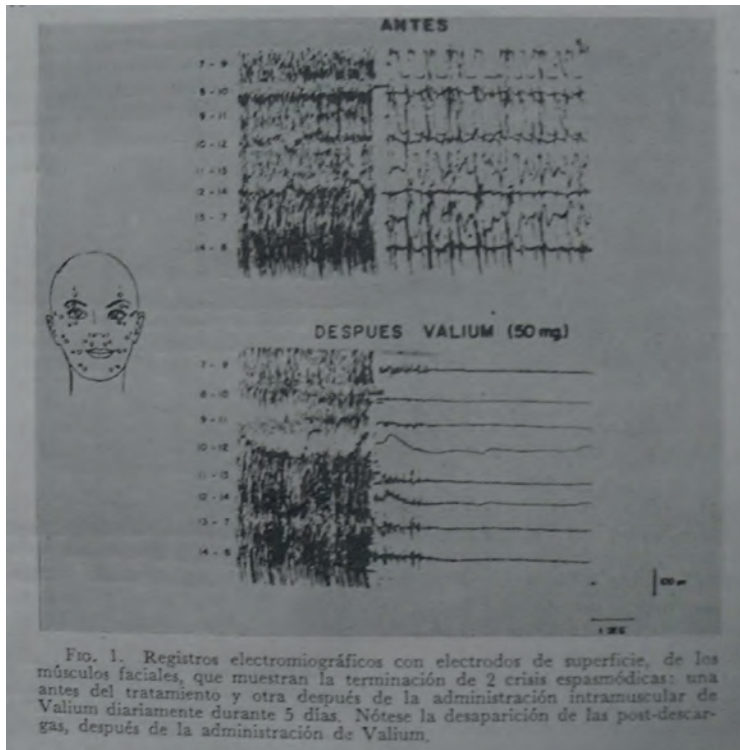 ANTES
7 - 9
8 - 10
9 - 11
10 - 12
11 - 13
12 - 14
13 - 7
14 - 8
DESPUES VALIUM (50 mg)
7 - 9
8 - 10
9 - 11
10 - 12
11 - 13
12 - 14
13 - 7
14 - 8
1 SEG
FIG. 1. Registros electromiográficos con electrodos de superficie, de los
músculos faciales, que muestran la terminación de 2 crisis espasmódicas: una
antes del tratamiento y otra después de la administración intramuscular de
Valium diariamente durante 5 días. Nótese la desaparición de las post-descar-
gas, después de la administración de Valium.